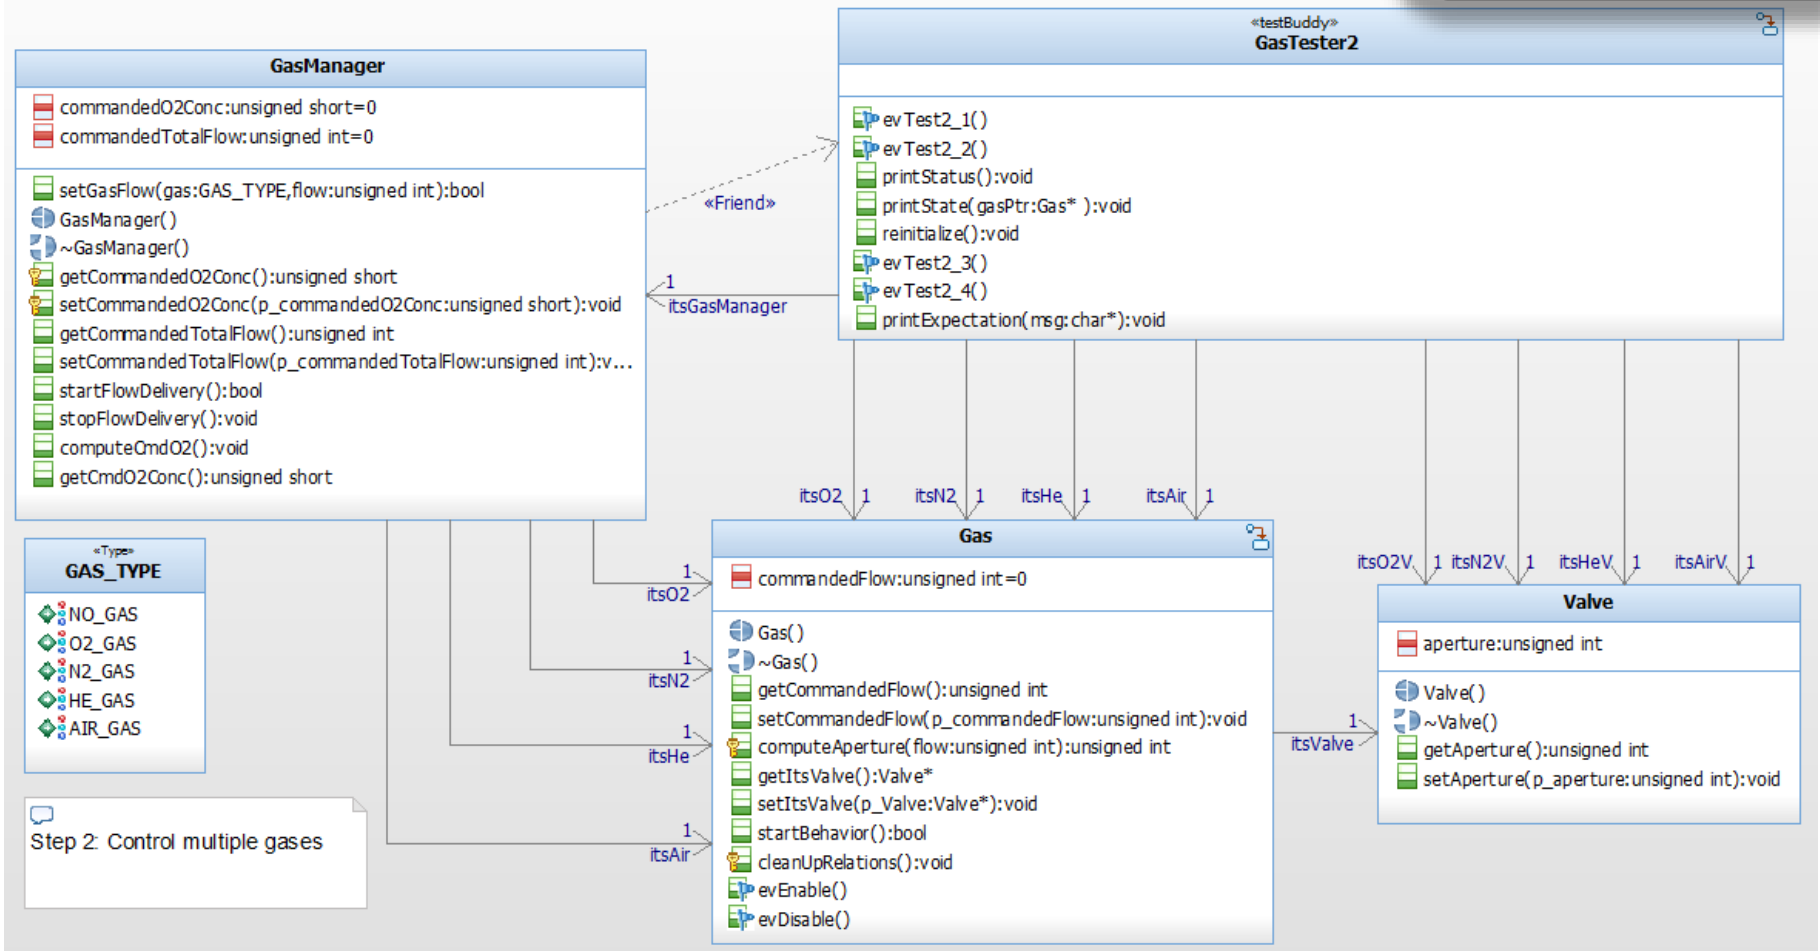 GasManager
commandedO2Conc:unsigned short=0
commandedTotalFlow:unsigned int=0
setGasFlow(gas:GAS_TYPE,flow:unsigned int):bool
GasManager()
~GasManager()
getCommandedO2Conc():unsigned short
setCommandedO2Conc(p_commandedO2Conc:unsigned short):void
getCommandedTotalFlow():unsigned int
setCommandedTotalFlow(p_commandedTotalFlow:unsigned int):v...
startFlowDelivery():bool
stopFlowDelivery():void
computeCmdO2():void
getCmdO2Conc():unsigned short
«Friend»
1
itsGasManager
«testBuddy»
GasTester2
evTest2_1()
evTest2_2()
printStatus():void
printState(gasPtr:Gas* ):void
reinitialize():void
evTest2_3()
evTest2_4()
printExpectation(msg:char*):void
itsO2 1
itsN2 1
itsHe 1
itsAir 1
itsO2V 1
itsN2V 1
itsHeV 1
itsAirV 1
«Type»
GAS_TYPE
NO_GAS
O2_GAS
N2_GAS
HE_GAS
AIR_GAS
Step 2: Control multiple gases
1
itsO2
1
itsN2
1
itsHe
1
itsAir
Gas
commandedFlow:unsigned int=0
Gas()
~Gas()
getCommandedFlow():unsigned int
setCommandedFlow(p_commandedFlow:unsigned int):void
computeAperture(flow:unsigned int):unsigned int
getItsValve():Valve*
setItsValve(p_Valve:Valve*):void
startBehavior():bool
cleanUpRelations():void
evEnable()
evDisable()
1
itsValve
Valve
aperture:unsigned int
Valve()
~Valve()
getAperture():unsigned int
setAperture(p_aperture:unsigned int):void